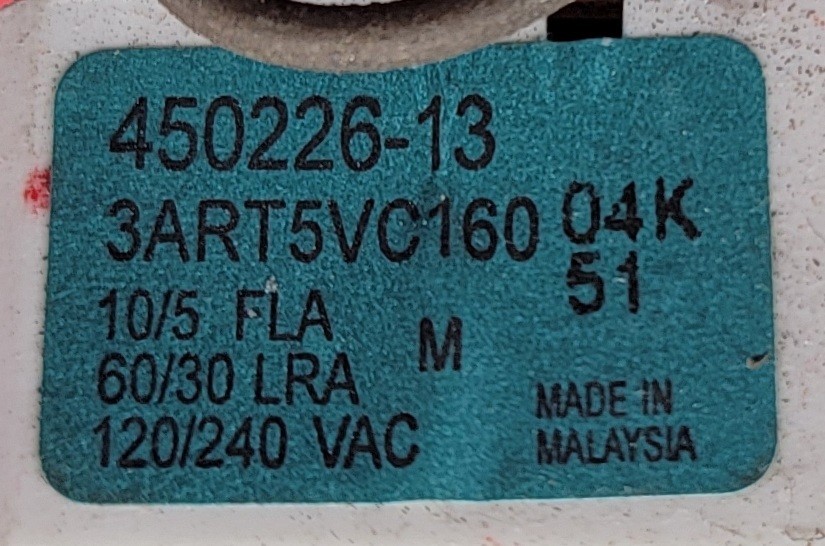 450226-13
3ART5VC160 04K
51
10/5 FLA
M
60/30 LRA
120/240 VAC
MADE IN
MALAYSIA